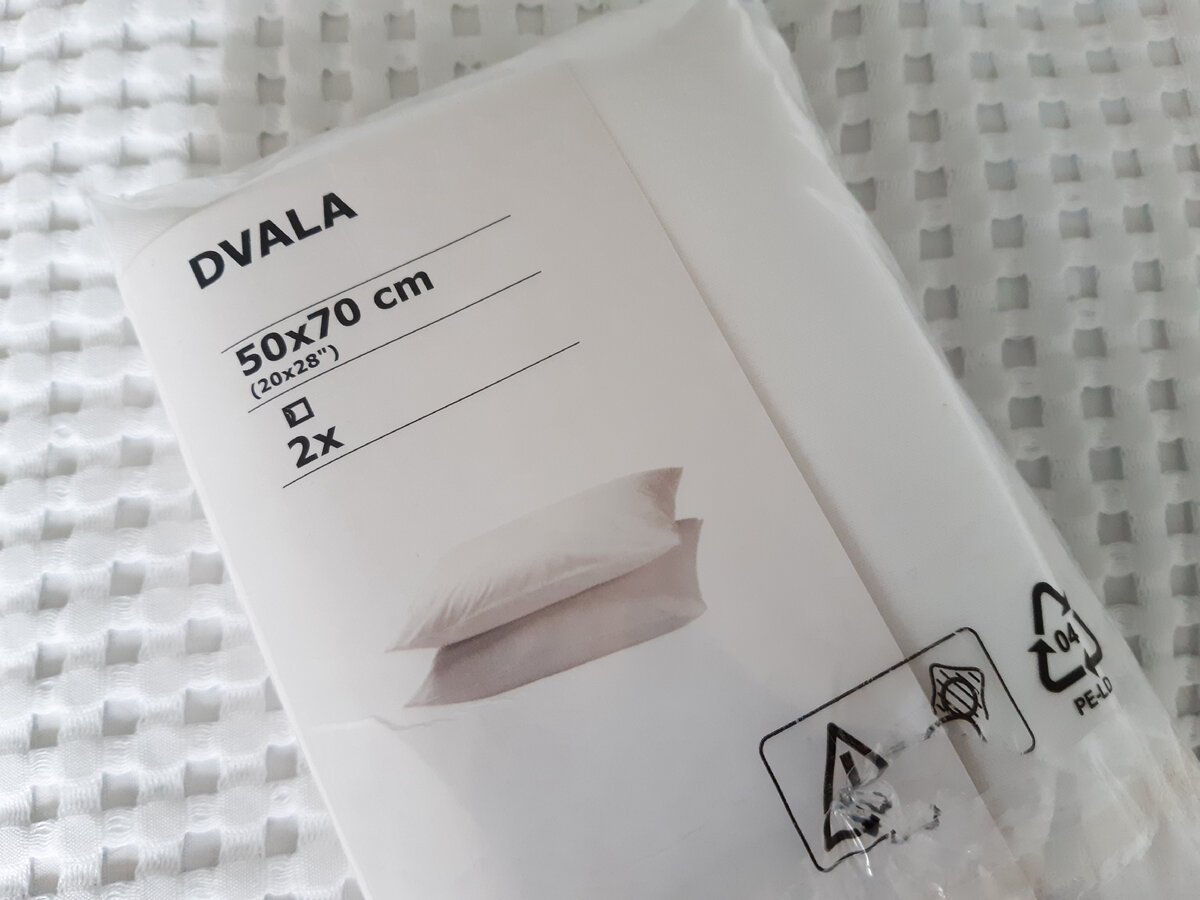 DVALA
50x70 cm
(20x28")
2x
04
PE-LD